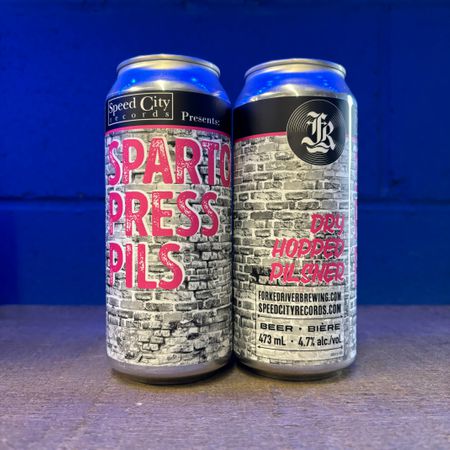 Speed City
records
Presents:
SPARTO
PRESS
PILS
FR
DRY
HOPPED
PILSNER
FORKEDRIVERBREWING.COM
SPEEDCITYRECORDS.COM
BEER • BIÈRE
473 mL • 4.7% alc./vol.